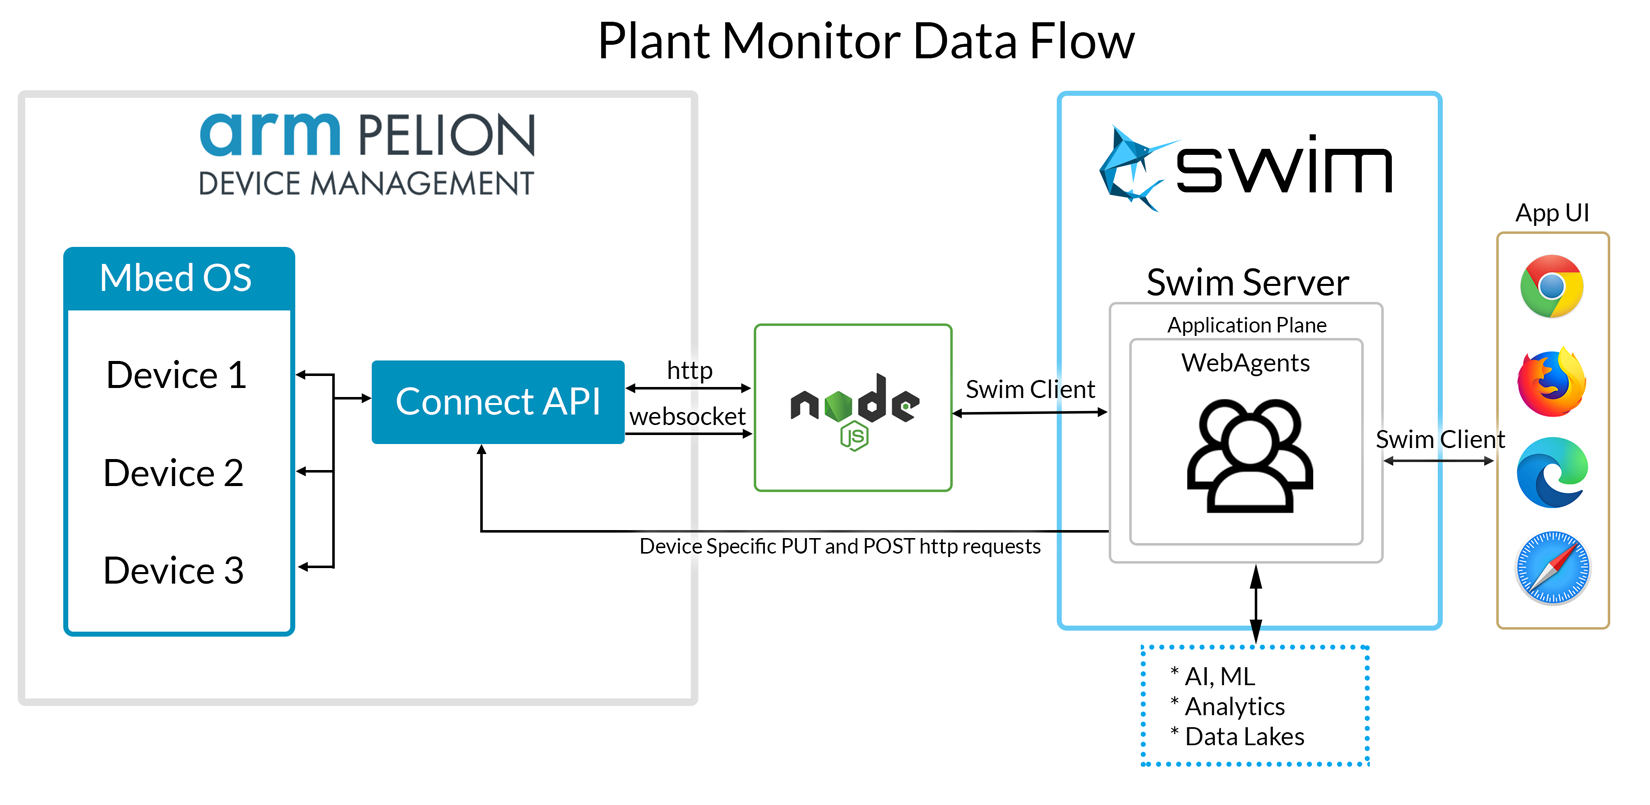 Plant Monitor Data Flow
arm PELION
DEVICE MANAGEMENT
Mbed OS
Device 1
Device 2
Device 3
Connect API
http
websocket
node
JS
Swim Client
Device Specific PUT and POST http requests
swim
Swim Server
Application Plane
WebAgents
Swim Client
App UI
* AI, ML
* Analytics
* Data Lakes